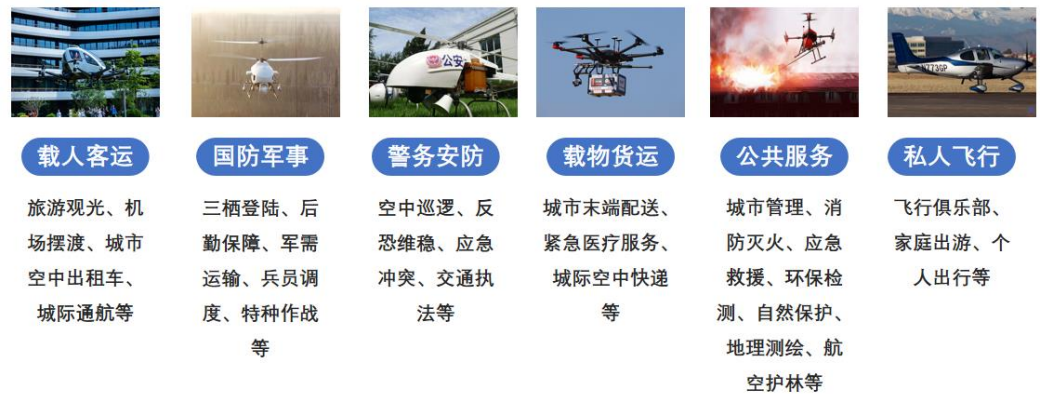 公安
N773GP
载人客运
旅游观光、机
场摆渡、城市
空中出租车、
城际通航等
国防军事
三栖登陆、后
勤保障、军需
运输、兵员调
度、特种作战
等
警务安防
空中巡逻、反
恐维稳、应急
冲突、交通执
法等
载物货运
城市末端配送、
紧急医疗服务、
城际空中快递
等
公共服务
城市管理、消
防灭火、应急
救援、环保检
测、自然保护、
地理测绘、航
空护林等
私人飞行
飞行俱乐部、
家庭出游、个
人出行等